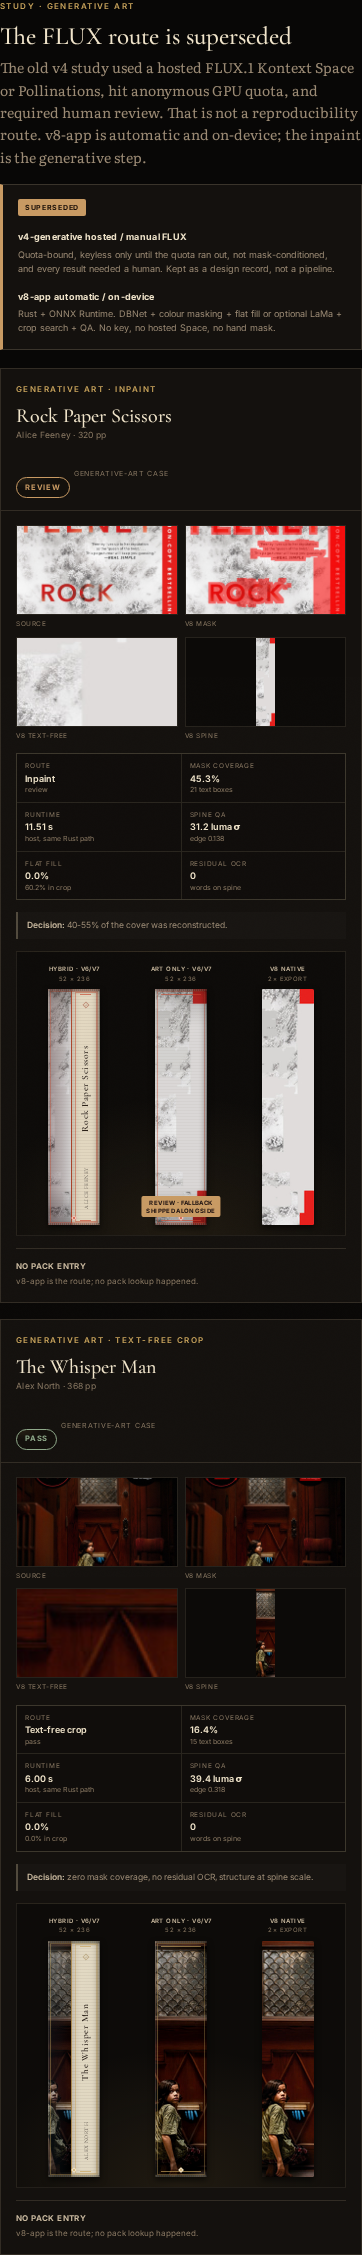 STUDY · GENERATIVE ART
The FLUX route is superseded
The old v4 study used a hosted FLUX.1 Kontext Space
or Pollinations, hit anonymous GPU quota, and
required human review. That is not a reproducibility
route. v8-app is automatic and on-device; the inpaint
is the generative step.
SUPERSEDED
v4-generative hosted / manual FLUX
Quota-bound, keyless only until the quota ran out, not mask-conditioned,
and every result needed a human. Kept as a design record, not a pipeline.
v8-app automatic / on-device
Rust + ONNX Runtime. DBNet + colour masking + flat fill or optional LaMa +
crop search + QA. No key, no hosted Space, no hand mask.
GENERATIVE ART · INPAINT
Rock Paper Scissors
Alice Feeney · 320 pp
GENERATIVE-ART CASE
REVIEW
ROCK
ROCK
SOURCE
V8 MASK
V8 TEXT-FREE
V8 SPINE
ROUTE
Inpaint
review
MASK COVERAGE
45.3%
21 text boxes
RUNTIME
11.51 s
host, same Rust path
SPINE QA
31.2 luma σ
edge 0.138
FLAT FILL
0.0%
60.2% in crop
RESIDUAL OCR
0
words on spine
Decision: 40-55% of the cover was reconstructed.
HYBRID · V6/V7
52 × 236
ART ONLY · V6/V7
52 × 236
V8 NATIVE
2× EXPORT
Rock Paper Scissors
ALICE FEENEY
REVIEW · FALLBACK
SHIPPED ALONGSIDE
NO PACK ENTRY
v8-app is the route; no pack lookup happened.
GENERATIVE ART · TEXT-FREE CROP
The Whisper Man
Alex North · 368 pp
GENERATIVE-ART CASE
PASS
SOURCE
V8 MASK
V8 TEXT-FREE
V8 SPINE
ROUTE
Text-free crop
pass
MASK COVERAGE
16.4%
15 text boxes
RUNTIME
6.00 s
host, same Rust path
SPINE QA
39.4 luma σ
edge 0.318
FLAT FILL
0.0%
0.0% in crop
RESIDUAL OCR
0
words on spine
Decision: zero mask coverage, no residual OCR, structure at spine scale.
HYBRID · V6/V7
52 × 236
ART ONLY · V6/V7
52 × 236
V8 NATIVE
2× EXPORT
The Whisper Man
ALEX NORTH
NO PACK ENTRY
v8-app is the route; no pack lookup happened.